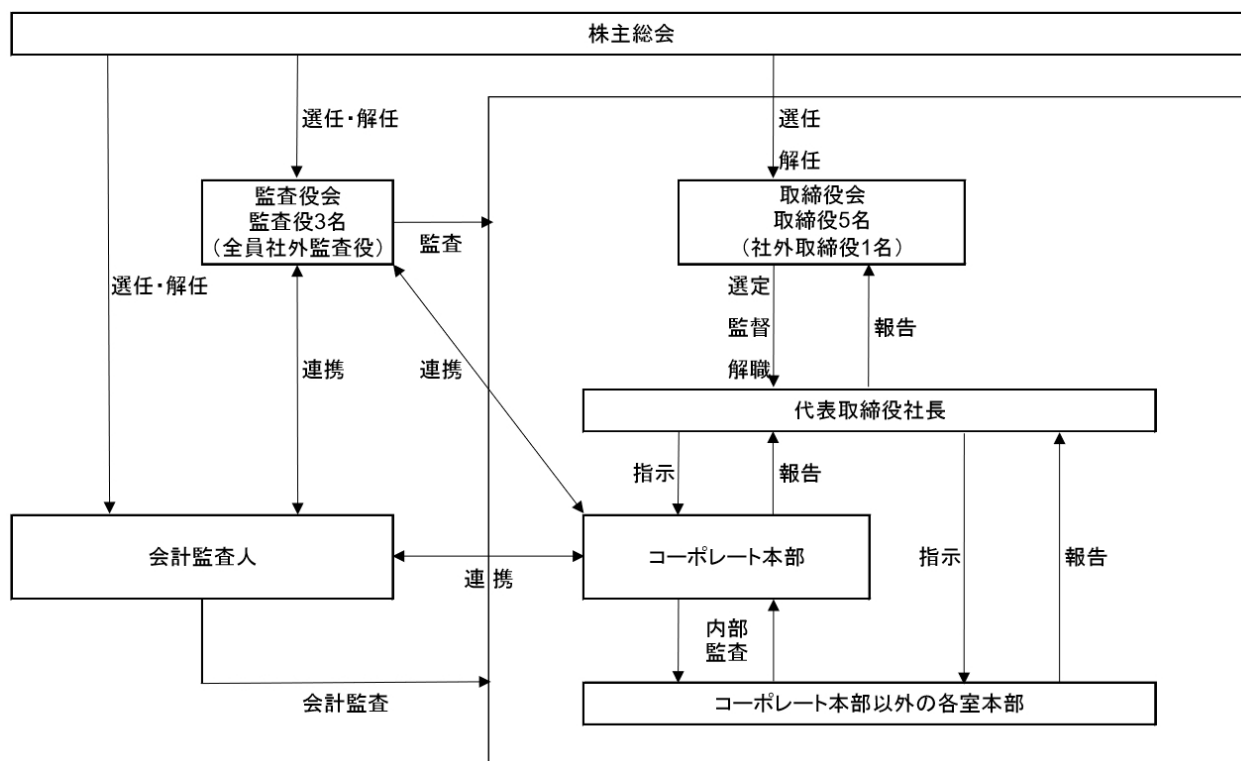 株主総会
選任・解任
選任
解任
監査役会
監査役3名
（全員社外監査役）
監査
取締役会
取締役5名
（社外取締役1名）
選任・解任
選定
監督
解職
報告
連携
連携
代表取締役社長
指示
報告
会計監査人
連 携
コーポレート本部
指示
報告
内部
監査
会計監査
コーポレート本部以外の各室本部